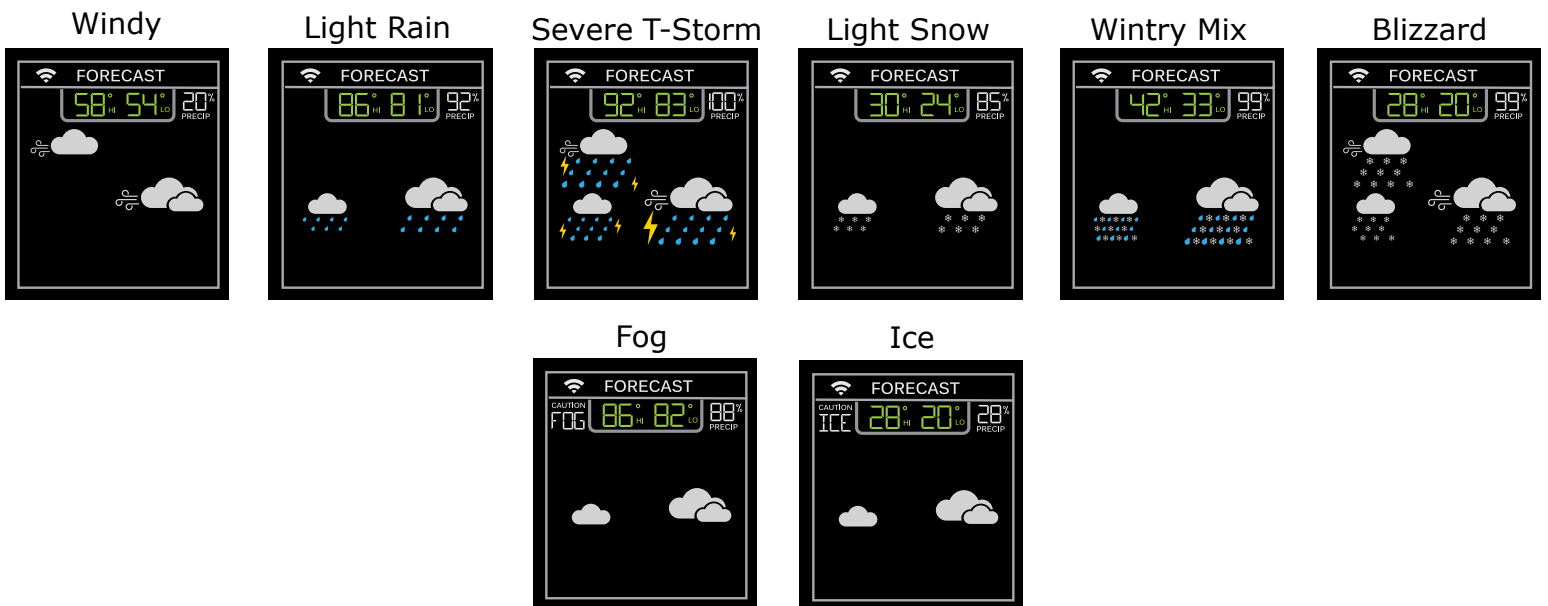 Windy
FORECAST
58° HI 54° LO 20% PRECIP
Light Rain
FORECAST
86° HI 81° LO 92% PRECIP
Severe T-Storm
FORECAST
92° HI 83° LO 100% PRECIP
Light Snow
FORECAST
30° HI 24° LO 85% PRECIP
Wintry Mix
FORECAST
42° HI 33° LO 99% PRECIP
Blizzard
FORECAST
28° HI 20° LO 99% PRECIP
Fog
FORECAST
CAUTION
FOG 86° HI 82° LO 88% PRECIP
Ice
FORECAST
CAUTION
ICE 28° HI 20° LO 28% PRECIP